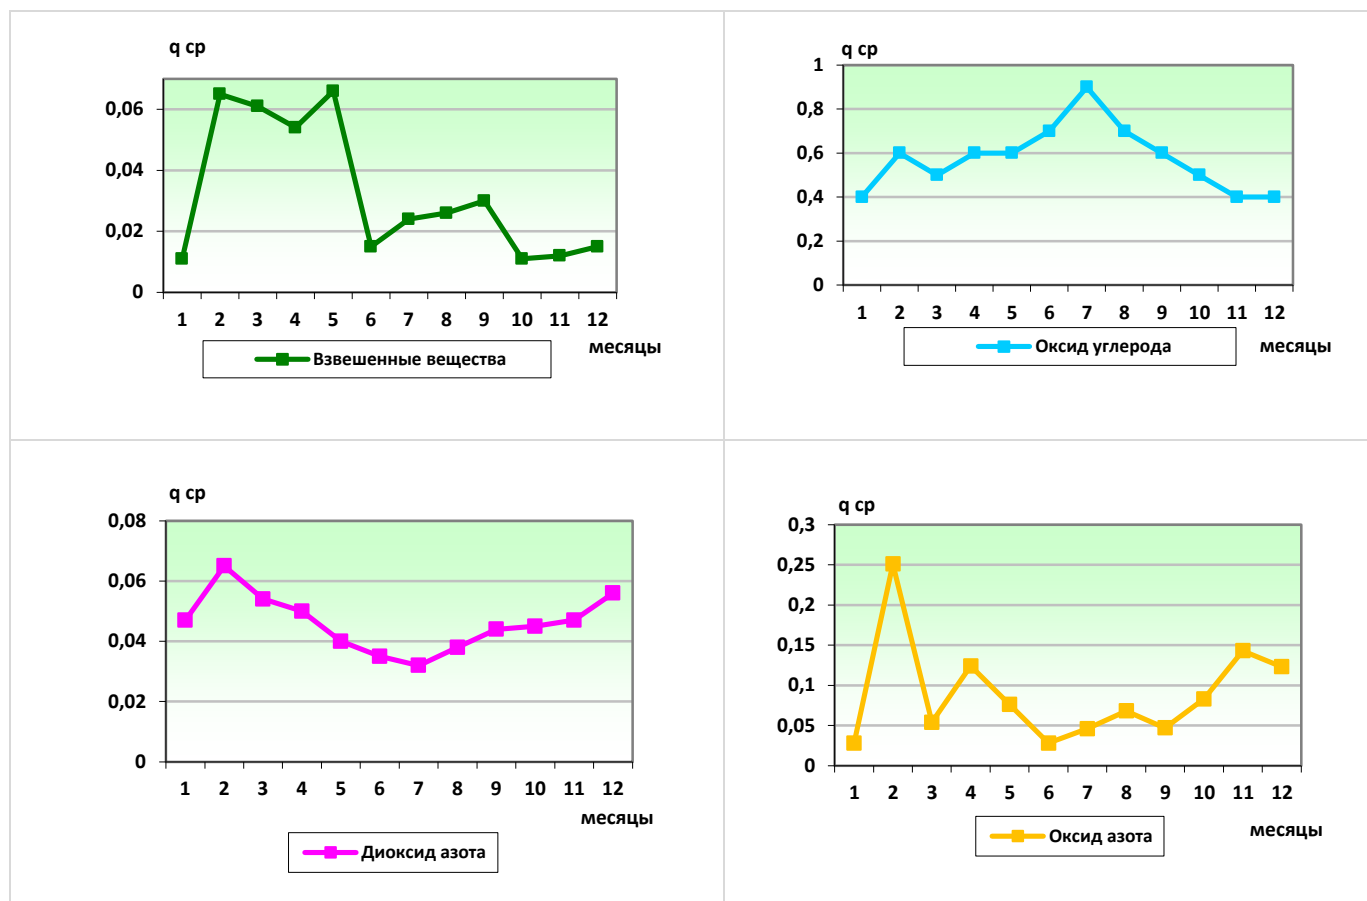 q ср
0,06
0,04
0,02
0
1 2 3 4 5 6 7 8 9 10 11 12
месяцы
Взвешенные вещества
q ср
1
0,8
0,6
0,4
0,2
0
1 2 3 4 5 6 7 8 9 10 11 12
Оксид углерода
месяцы
q ср
0,08
0,06
0,04
0,02
0
1 2 3 4 5 6 7 8 9 10 11 12
месяцы
Диоксид азота
q ср
0,3
0,25
0,2
0,15
0,1
0,05
0
1 2 3 4 5 6 7 8 9 10 11 12
месяцы
Оксид азота